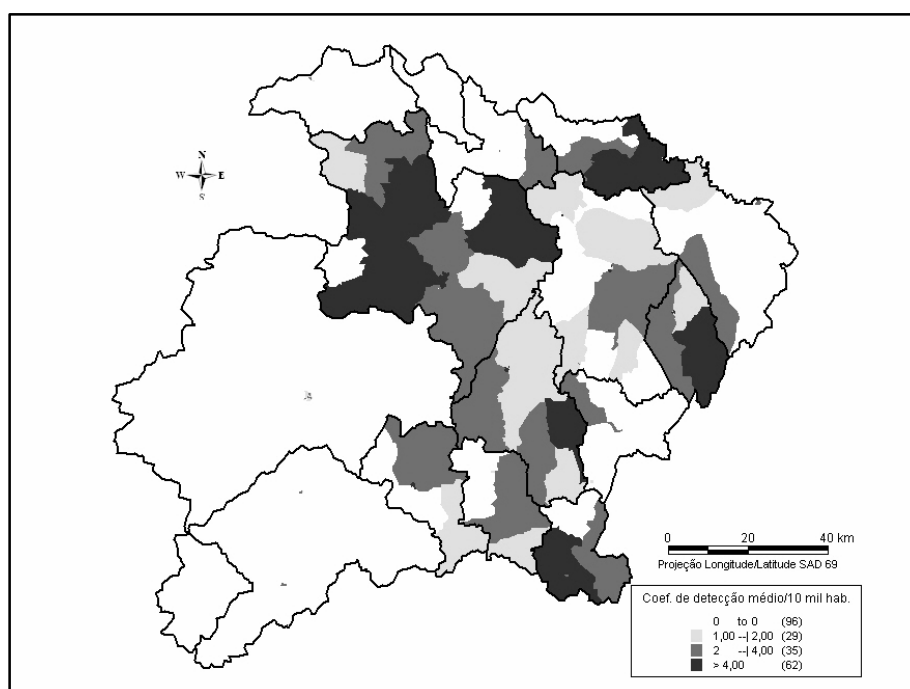 N
W E
S
0 20 40 km
Projeção Longitude/Latitude SAD 69
Coef. de detecção médio/10 mil hab.
0 to 0 (96)
1,00 --| 2,00 (29)
2 --| 4,00 (35)
> 4,00 (62)